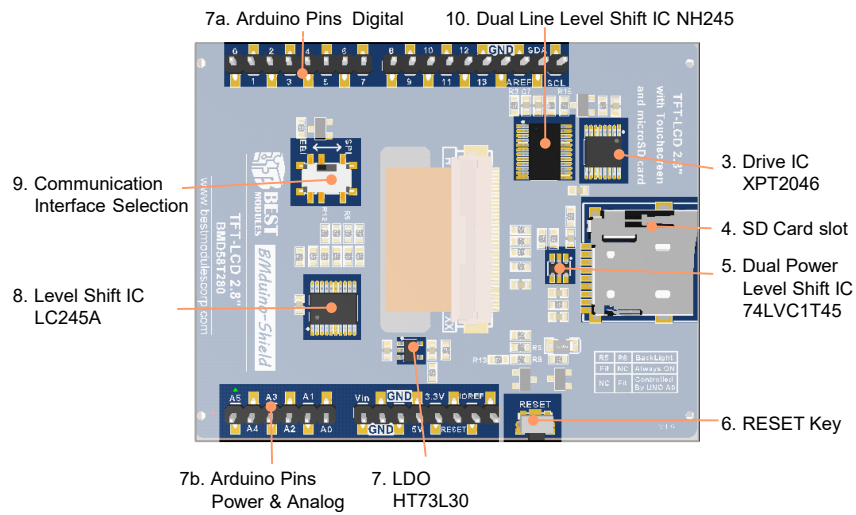 7a. Arduino Pins Digital
10. Dual Line Level Shift IC NH245
0 2 4 6 8 10 12 GND SDA
1 3 5 7 9 11 13 AREF SCL
TFT-LCD 2.8"
with Touchscreen
and microSD card
3. Drive IC
XPT2046
EBI SPI
9. Communication
Interface Selection
4. SD Card slot
5. Dual Power
Level Shift IC
74LVC1T45
BEST
MODULES
BMduino-Shield
TFT-LCD 2.8"
BMD58T280
www.bestmodulescorp.com
8. Level Shift IC
LC245A
R5 R6 BackLight
Fit NC Always ON
NC Fit Controlled
By UNO A0
A5 A3 A1 Vin GND 3.3V IOREF
A4 A2 A0 GND 5V RESET
RESET
6. RESET Key
7b. Arduino Pins
Power & Analog
7. LDO
HT73L30